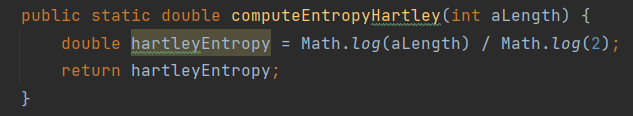 public static double computeEntropyHartley(int aLength) {
    double hartleyEntropy = Math.log(aLength) / Math.log(2);
    return hartleyEntropy;
}